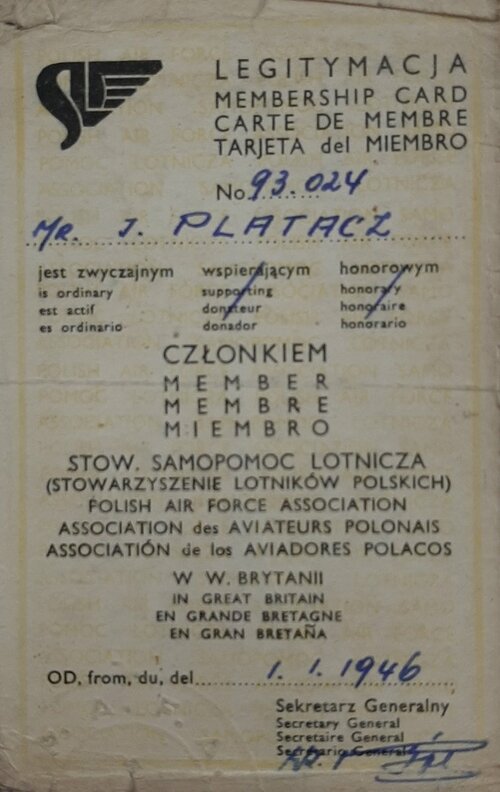 LEGITYMACJA
MEMBERSHIP CARD
CARTE DE MEMBRE
TARJETA del MIEMBRO
No. 93.024
Mr. J. PLATACZ
jest zwyczajnym wspierającym honorowym
is ordinary supporting honorary
est actif donateur honoraire
es ordinario donador honorario
CZŁONKIEM
MEMBER
MEMBRE
MIEMBRO
STOW. SAMOPOMOC LOTNICZA
(STOWARZYSZENIE LOTNIKÓW POLSKICH)
POLISH AIR FORCE ASSOCIATION
ASSOCIATION des AVIATEURS POLONAIS
ASSOCIATIÓN de los AVIADORES POLACOS
W W. BRYTANII
IN GREAT BRITAIN
EN GRANDE BRETAGNE
EN GRAN BRETAÑA
OD, from, du, del 1. 1. 1946
Sekretarz Generalny
Secretary General
Secretaire General
Secretario General